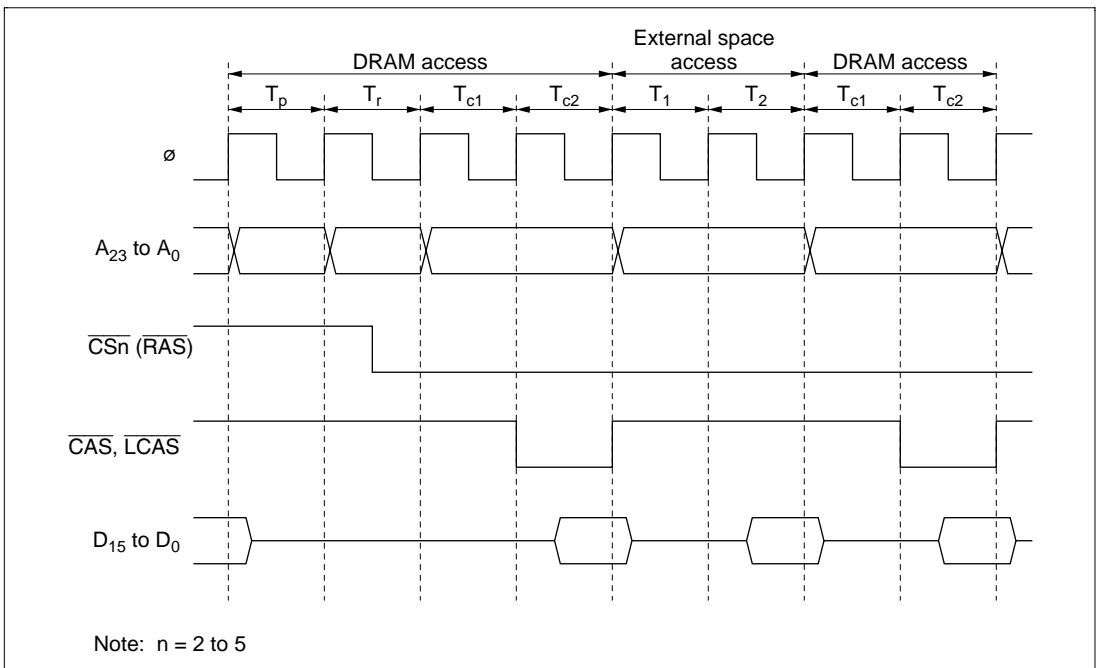 External space
DRAM access access DRAM access
Tp Tr Tc1 Tc2 T1 T2 Tc1 Tc2
ø
A23 to A0
CSn (RAS)
CAS, LCAS
D15 to D0
Note: n = 2 to 5